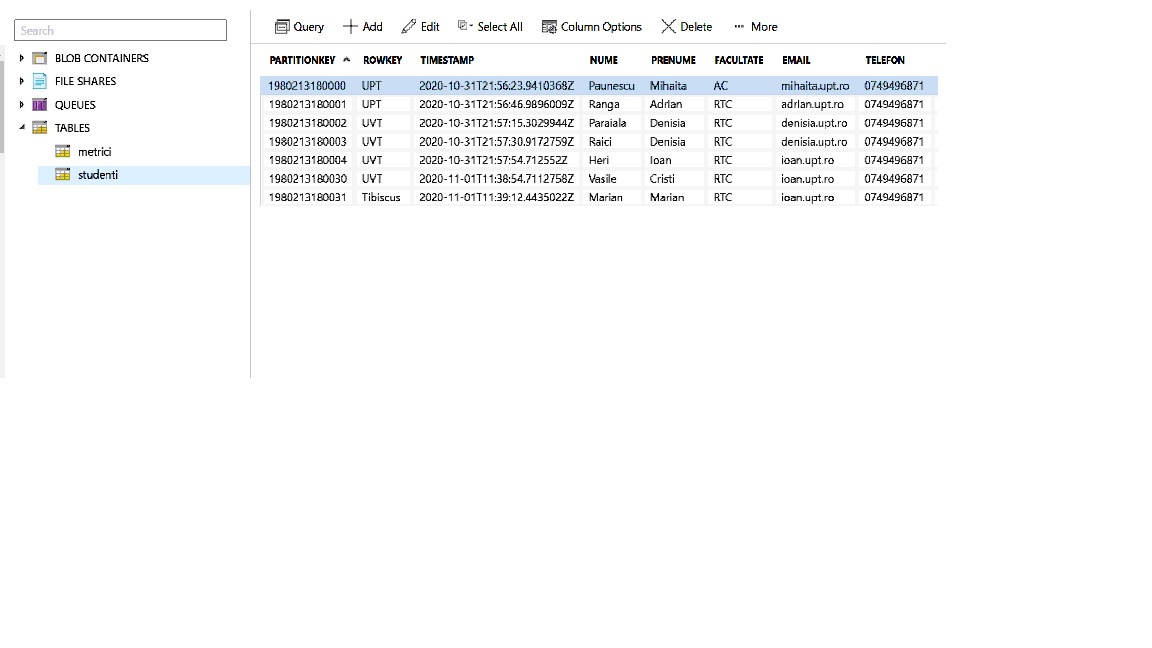 Search
BLOB CONTAINERS
FILE SHARES
QUEUES
TABLES
metrici
studenti
Query Add Edit Select All Column Options Delete More
PARTITIONKEY ROWKEY TIMESTAMP NUME PRENUME FACULTATE EMAIL TELEFON
1980213180000 UPT 2020-10-31T21:56:23.9410368Z Paunescu Mihaita AC mihaita.upt.ro 0749496871
1980213180001 UPT 2020-10-31T21:56:46.9896009Z Ranga Adrian RTC adrian.upt.ro 0749496871
1980213180002 UVT 2020-10-31T21:57:15.3029944Z Paraiala Denisia RTC denisia.upt.ro 0749496871
1980213180003 UVT 2020-10-31T21:57:30.9172759Z Raici Denisia RTC denisia.upt.ro 0749496871
1980213180004 UVT 2020-10-31T21:57:54.712552Z Heri Ioan RTC ioan.upt.ro 0749496871
1980213180030 UVT 2020-11-01T11:38:54.7112758Z Vasile Cristi RTC ioan.upt.ro 0749496871
1980213180031 Tibiscus 2020-11-01T11:39:12.4435022Z Marian Marian RTC ioan.upt.ro 0749496871